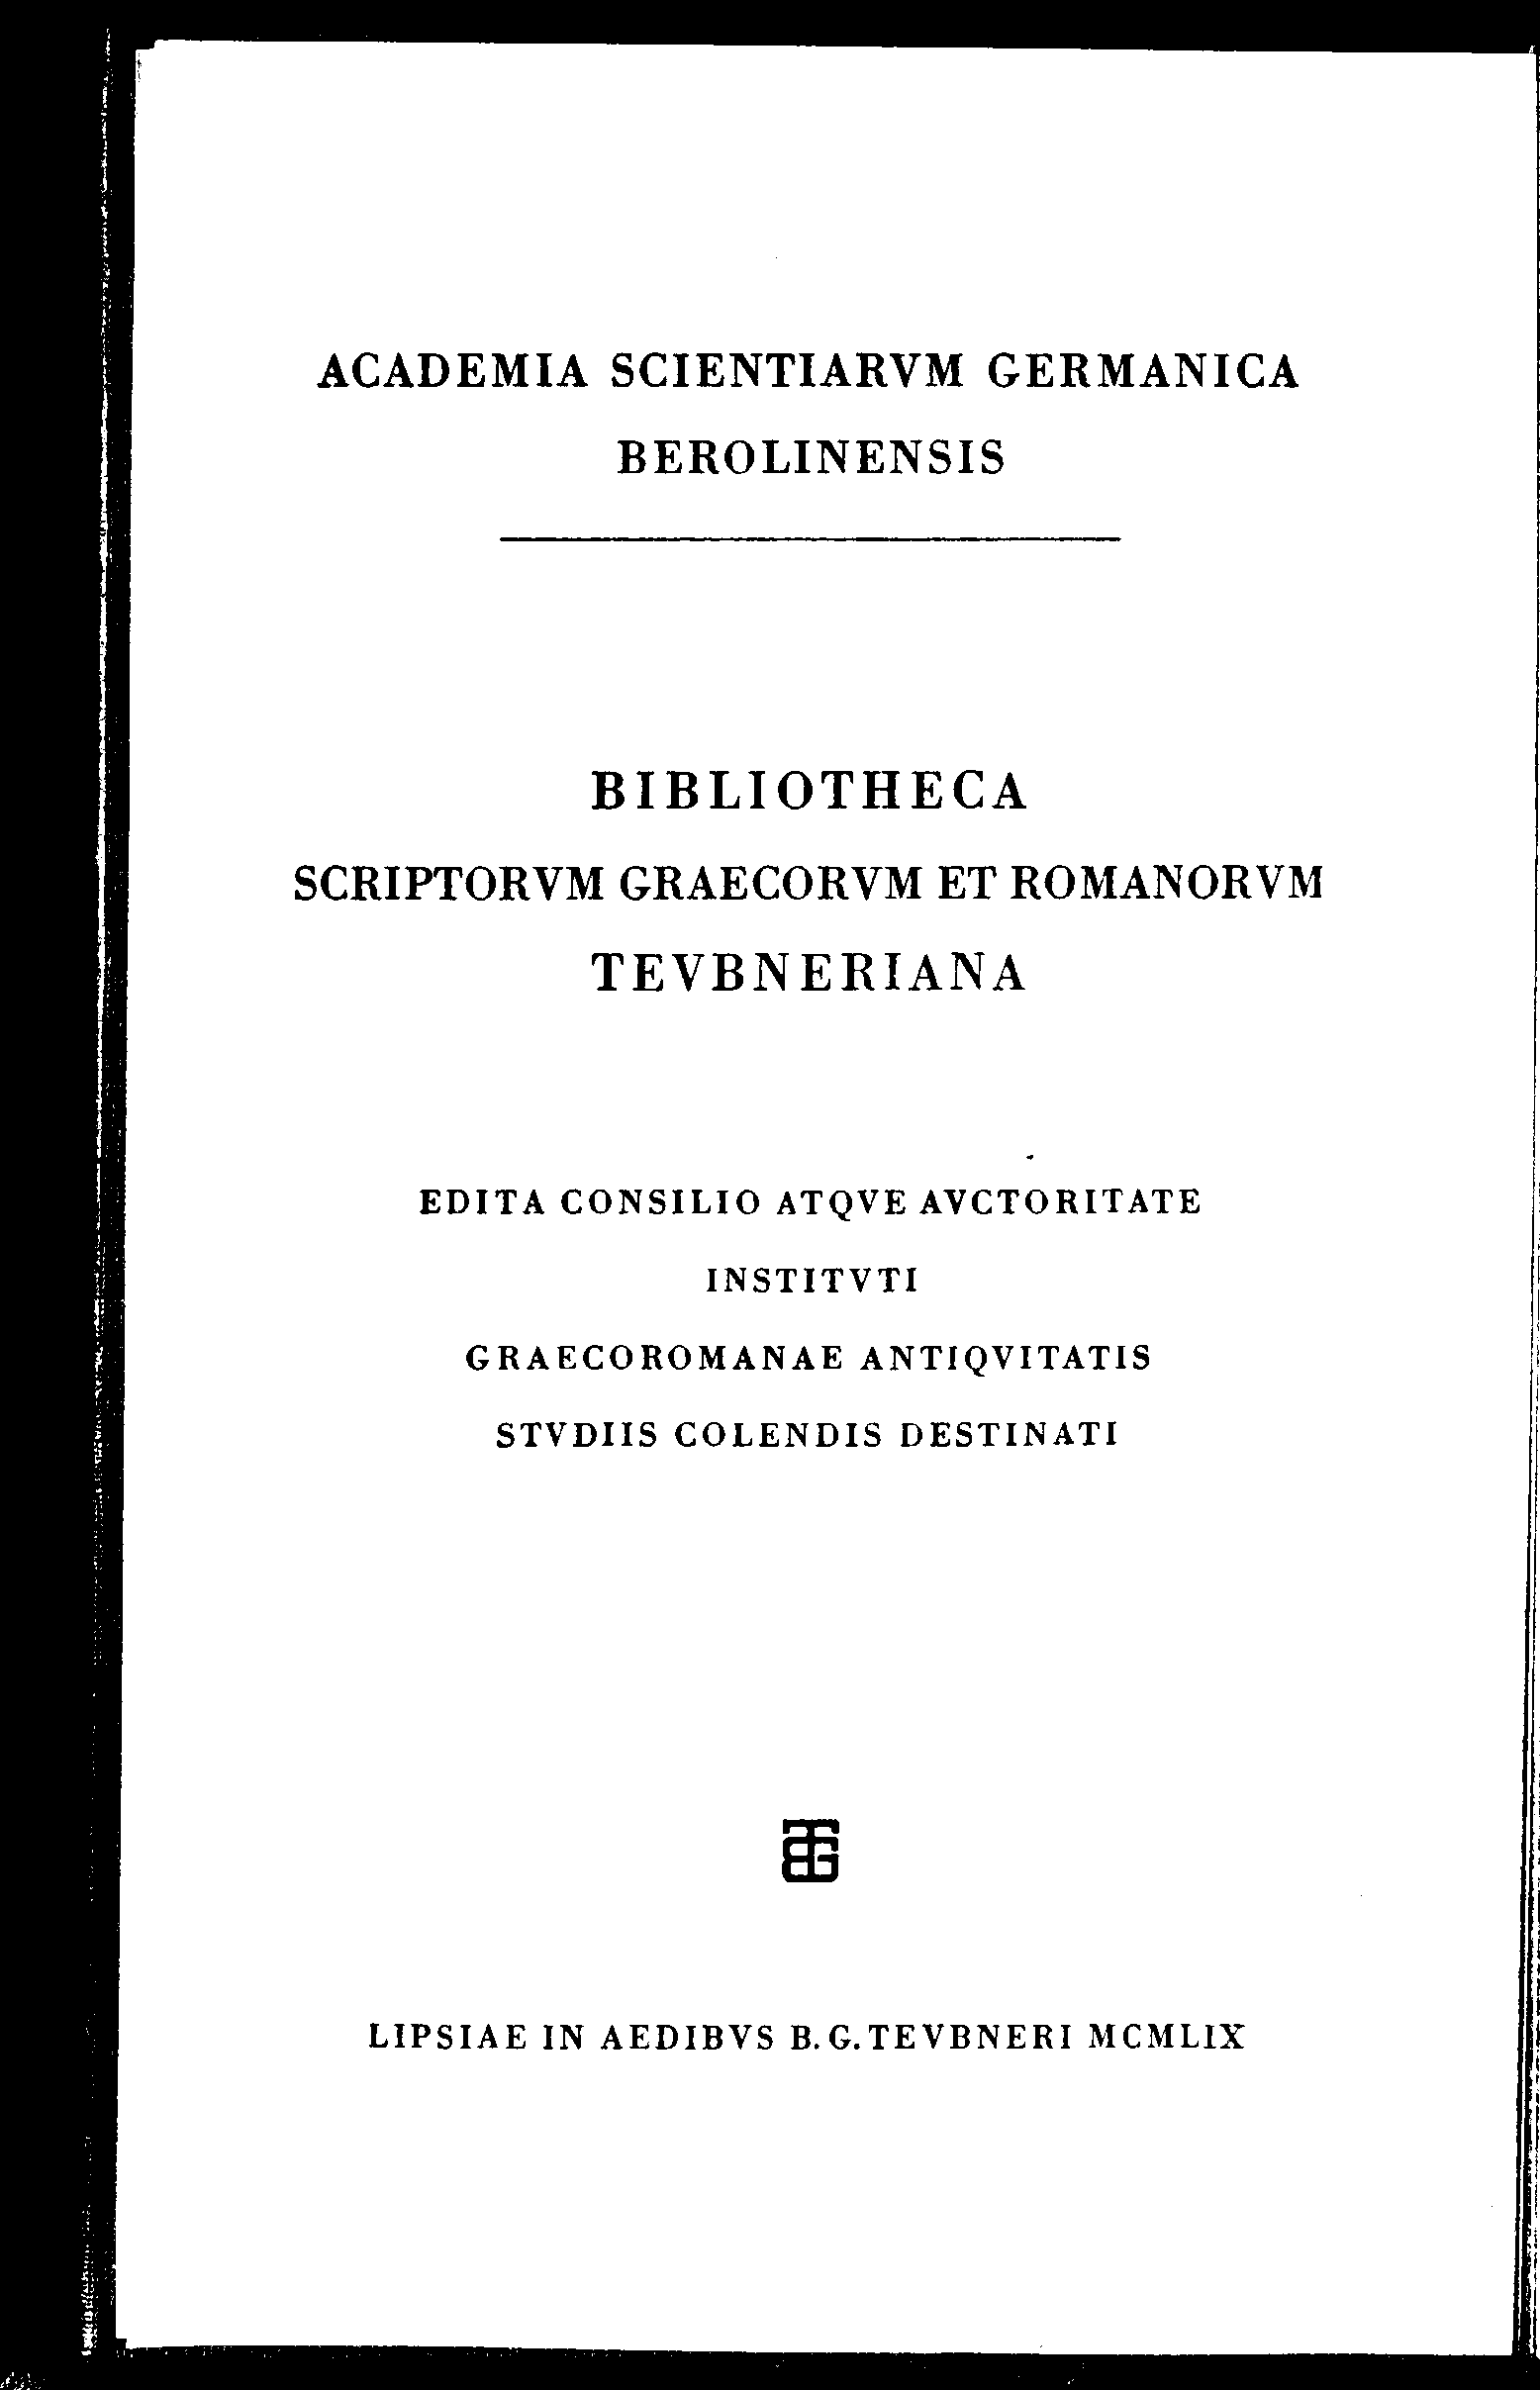 ACADEMIA SCIENTIARVM GERMANICA
BEROLINENSIS
BIBLIOTHECA
SCRIPTORVM GRAECORVM ET ROMANORVM
TEVBNERIANA
EDITA CONSILIO ATQVE AVCTORITATE
INSTITVTI
GRAECOROMANAE ANTIQVITATIS
STVDIIS COLENDIS DESTINATI
LIPSIAE IN AEDIBVS B. G. TEVBNERI MCMLIX